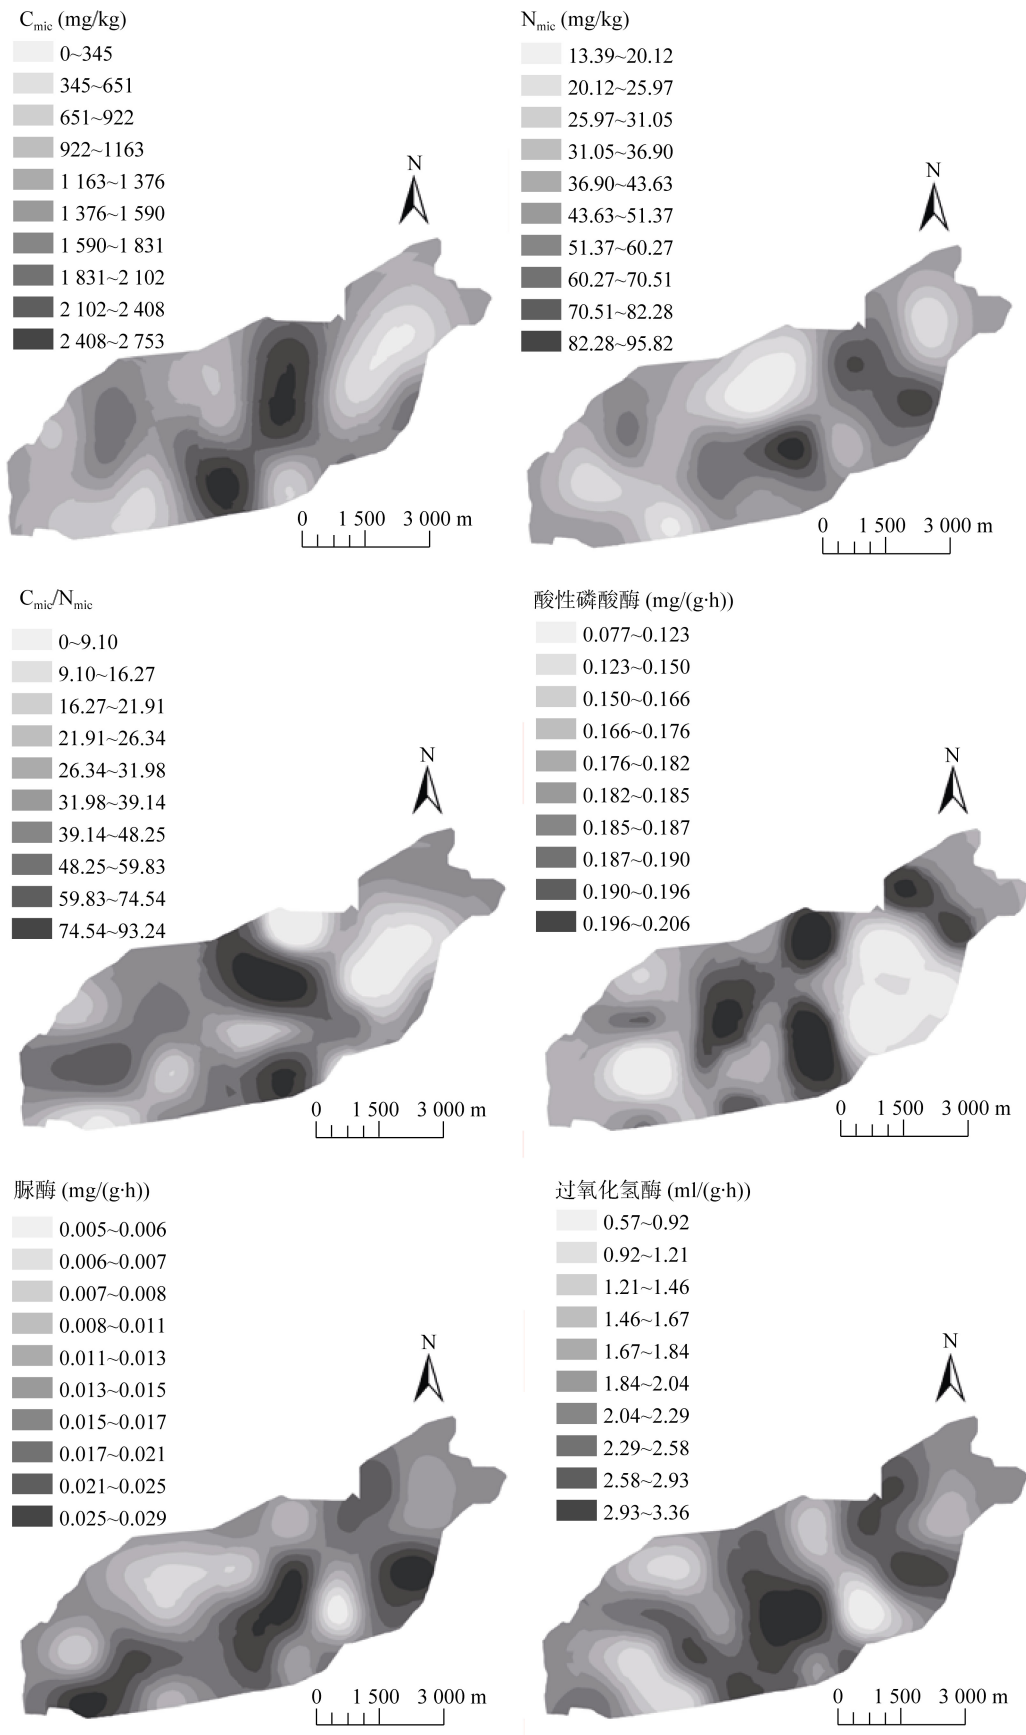 C_mic (mg/kg)
0~345
345~651
651~922
922~1163
1 163~1 376
1 376~1 590
1 590~1 831
1 831~2 102
2 102~2 408
2 408~2 753
N
0 1 500 3 000 m
N_mic (mg/kg)
13.39~20.12
20.12~25.97
25.97~31.05
31.05~36.90
36.90~43.63
43.63~51.37
51.37~60.27
60.27~70.51
70.51~82.28
82.28~95.82
N
0 1 500 3 000 m
C_mic/N_mic
0~9.10
9.10~16.27
16.27~21.91
21.91~26.34
26.34~31.98
31.98~39.14
39.14~48.25
48.25~59.83
59.83~74.54
74.54~93.24
N
0 1 500 3 000 m
酸性磷酸酶 (mg/(g·h))
0.077~0.123
0.123~0.150
0.150~0.166
0.166~0.176
0.176~0.182
0.182~0.185
0.185~0.187
0.187~0.190
0.190~0.196
0.196~0.206
N
0 1 500 3 000 m
脲酶 (mg/(g·h))
0.005~0.006
0.006~0.007
0.007~0.008
0.008~0.011
0.011~0.013
0.013~0.015
0.015~0.017
0.017~0.021
0.021~0.025
0.025~0.029
N
0 1 500 3 000 m
过氧化氢酶 (ml/(g·h))
0.57~0.92
0.92~1.21
1.21~1.46
1.46~1.67
1.67~1.84
1.84~2.04
2.04~2.29
2.29~2.58
2.58~2.93
2.93~3.36
N
0 1 500 3 000 m